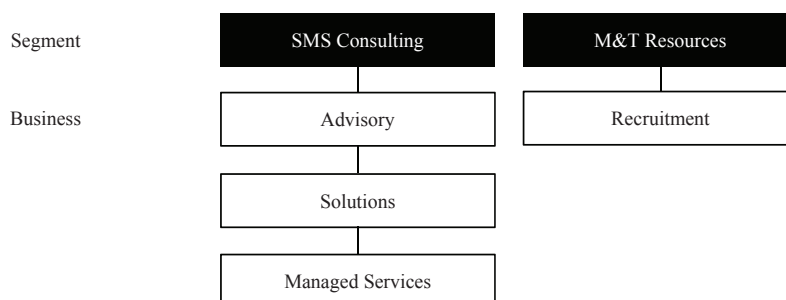 Segment
SMS Consulting
M&T Resources
Business
Advisory
Recruitment
Solutions
Managed Services